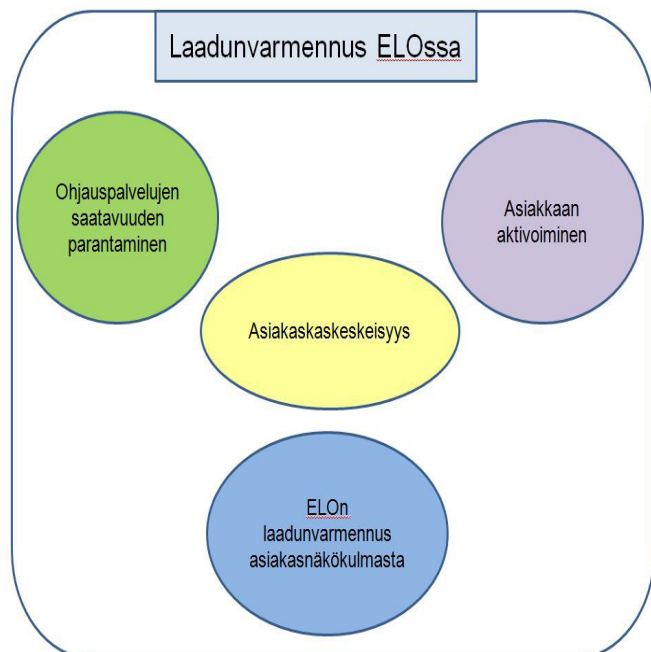 Laadunvarmennus ELOssa
Ohjauspalvelujen
saatavuuden
parantaminen
Asiakkaan
aktivoiminen
Asiakaskaskeskeisyys
ELOn
laadunvarmennus
asiakasnäkökulmasta